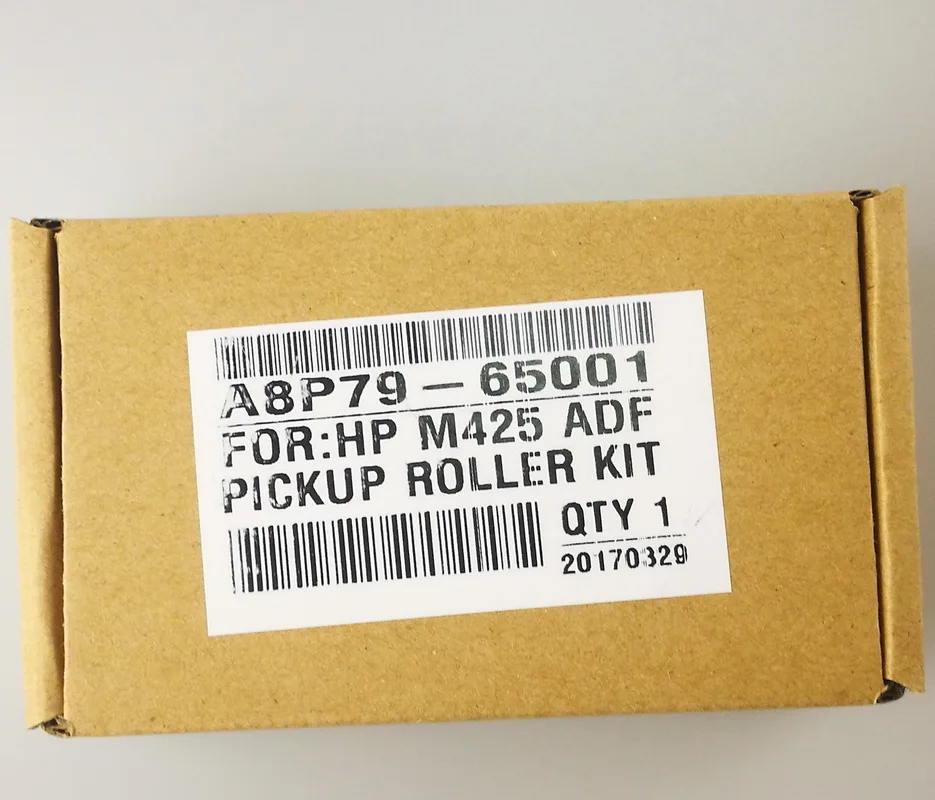 A8P79-65001
FOR:HP M425 ADF
PICKUP ROLLER KIT
QTY 1
20170329